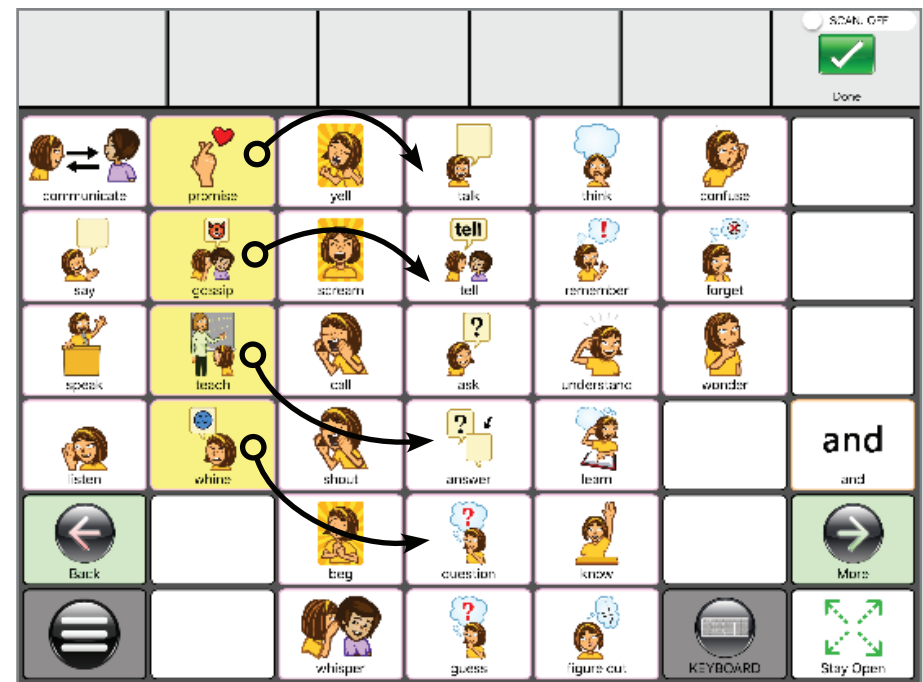 SCAN: OFF
Done
communicate promise yell talk think confuse
tell
say gossip scream tell remember forget
?
speak teach call ask understand wonder
? and
listen whine shout answer learn and
?
Back beg question know More
?
whisper guess figure out KEYBOARD Stay Open